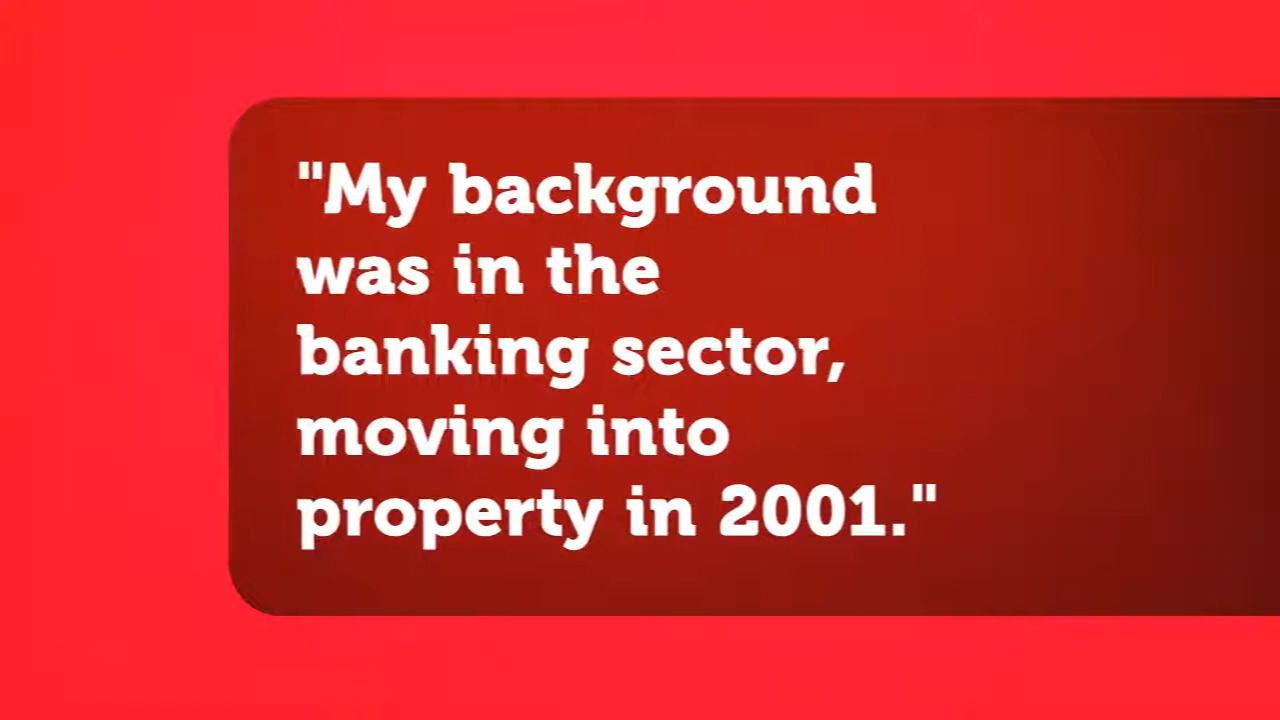 "My background
was in the
banking sector,
moving into
property in 2001."